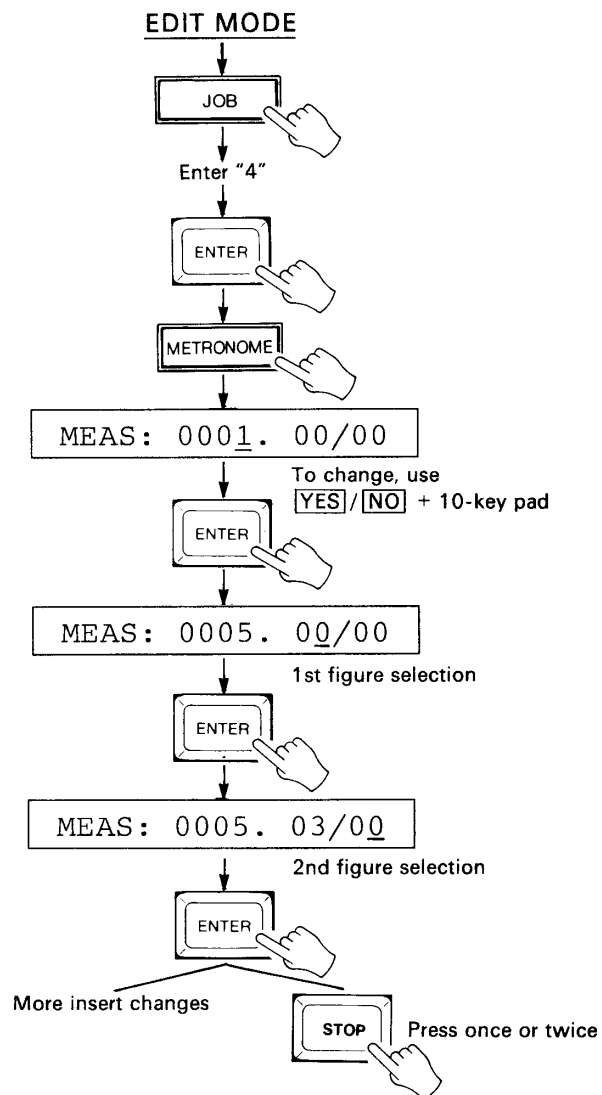 EDIT MODE
JOB
Enter "4"
ENTER
METRONOME
MEAS: 0001. 00/00
To change, use
YES / NO + 10-key pad
ENTER
MEAS: 0005. 00/00
1st figure selection
ENTER
MEAS: 0005. 03/00
2nd figure selection
ENTER
More insert changes
STOP Press once or twice